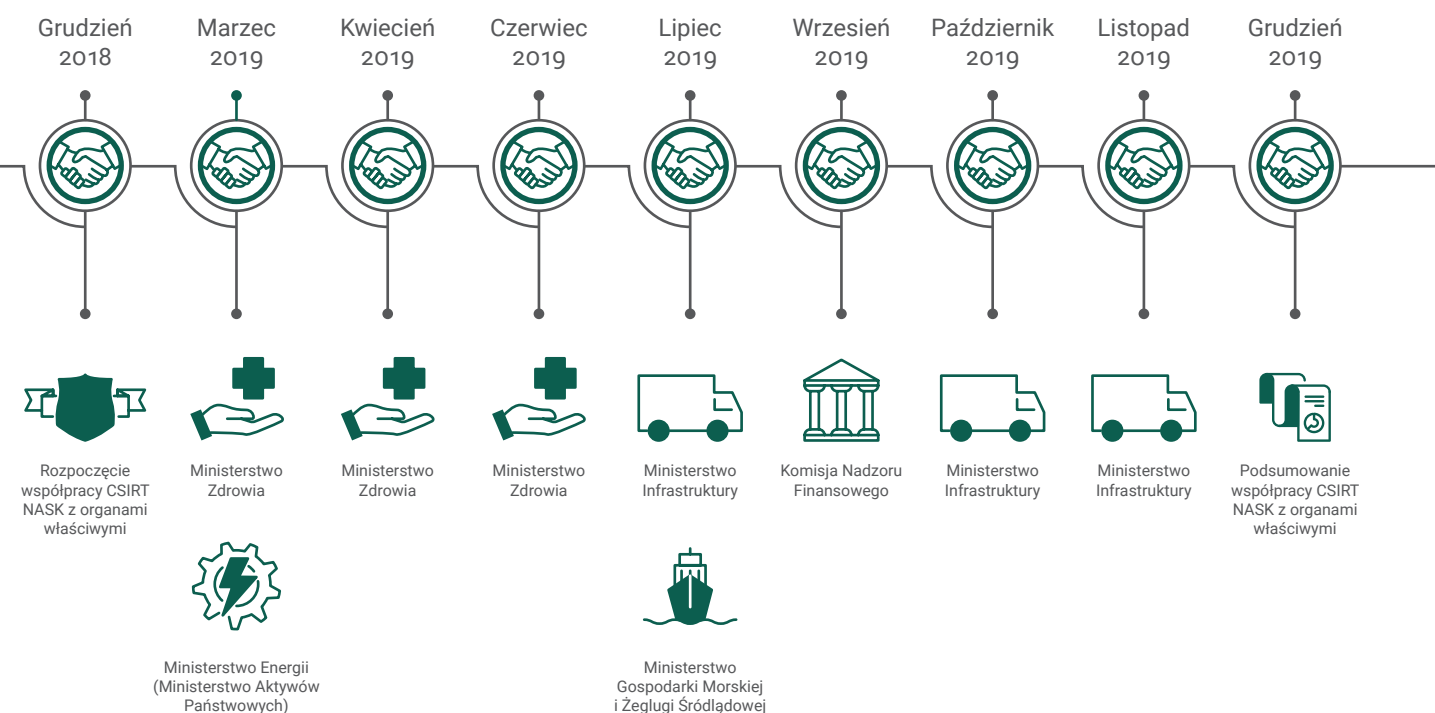 Grudzień
2018
Marzec
2019
Kwiecień
2019
Czerwiec
2019
Lipiec
2019
Wrzesień
2019
Październik
2019
Listopad
2019
Grudzień
2019
Rozpoczęcie
współpracy CSIRT
NASK z organami
właściwymi
Ministerstwo
Zdrowia
Ministerstwo
Zdrowia
Ministerstwo
Zdrowia
Ministerstwo
Infrastruktury
Komisja Nadzoru
Finansowego
Ministerstwo
Infrastruktury
Ministerstwo
Infrastruktury
Podsumowanie
współpracy CSIRT
NASK z organami
właściwymi
Ministerstwo Energii
(Ministerstwo Aktywów
Państwowych)
Ministerstwo
Gospodarki Morskiej
i Żeglugi Śródlądowej